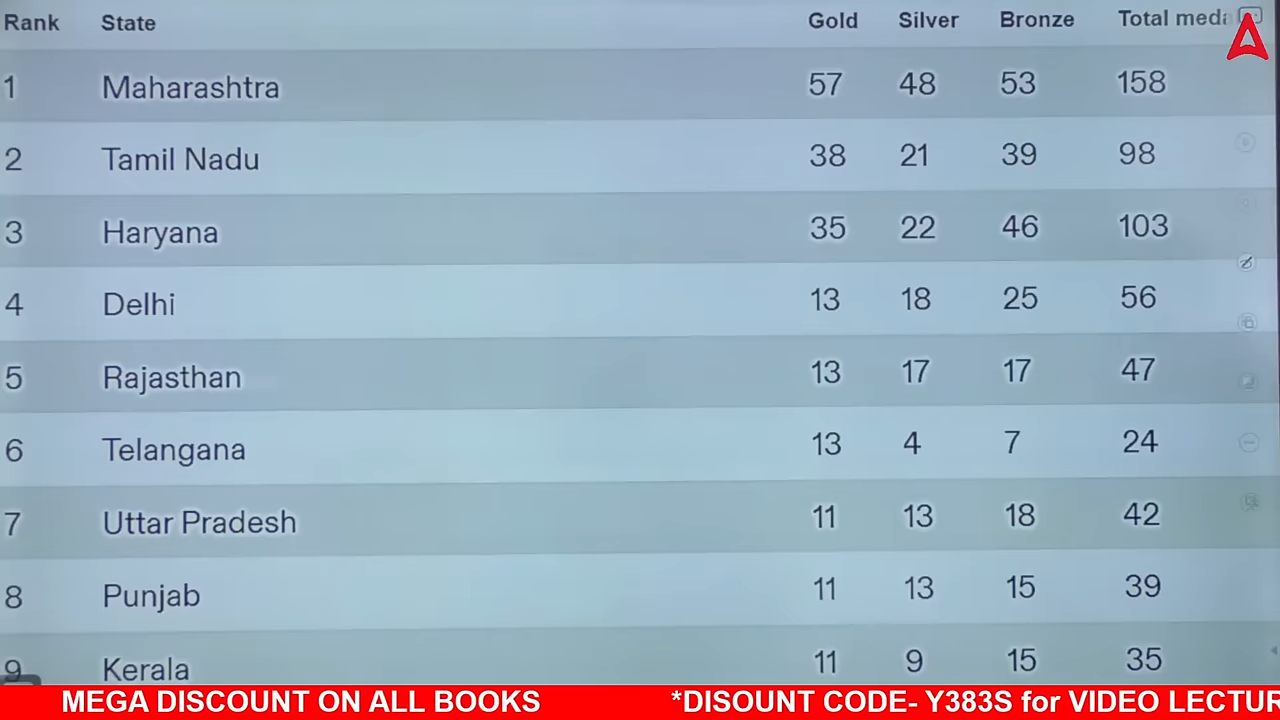 Rank State Gold Silver Bronze Total meda
1 Maharashtra 57 48 53 158
2 Tamil Nadu 38 21 39 98
3 Haryana 35 22 46 103
4 Delhi 13 18 25 56
5 Rajasthan 13 17 17 47
6 Telangana 13 4 7 24
7 Uttar Pradesh 11 13 18 42
8 Punjab 11 13 15 39
9 Kerala 11 9 15 35
MEGA DISCOUNT ON ALL BOOKS *DISOUNT CODE- Y383S for VIDEO LECTUR